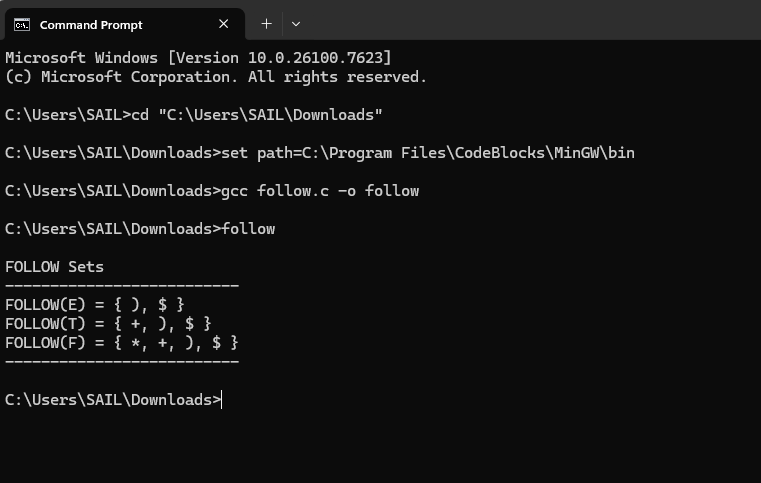 Command Prompt
Microsoft Windows [Version 10.0.26100.7623]
(c) Microsoft Corporation. All rights reserved.
C:\Users\SAIL>cd "C:\Users\SAIL\Downloads"
C:\Users\SAIL\Downloads>set path=C:\Program Files\CodeBlocks\MinGW\bin
C:\Users\SAIL\Downloads>gcc follow.c -o follow
C:\Users\SAIL\Downloads>follow
FOLLOW Sets
--------------------------
FOLLOW(E) = { ), $ }
FOLLOW(T) = { +, ), $ }
FOLLOW(F) = { *, +, ), $ }
--------------------------
C:\Users\SAIL\Downloads>